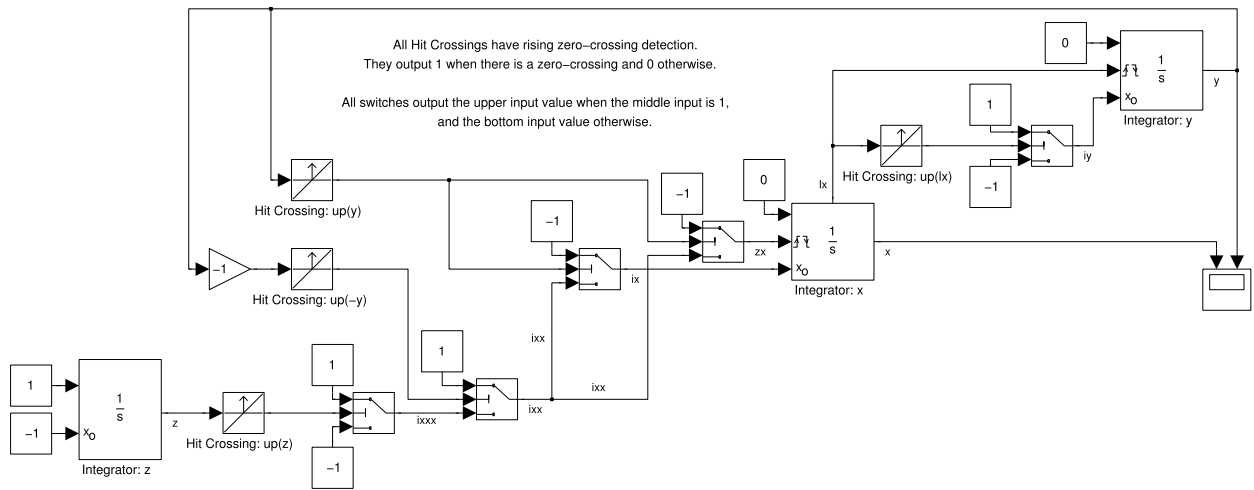 All Hit Crossings have rising zero−crossing detection.
They output 1 when there is a zero−crossing and 0 otherwise.
All switches output the upper input value when the middle input is 1,
and the bottom input value otherwise.
0
1
s
xo
y
Integrator: y
1
iy
−1
Hit Crossing: up(lx)
lx
Hit Crossing: up(y)
−1
0
zx
1
s
xo
x
Integrator: x
−1
ix
−1
Hit Crossing: up(−y)
ixx
1
ixx
ixx
1
ixxx
−1
1
−1
1
s
xo
z
Integrator: z
Hit Crossing: up(z)